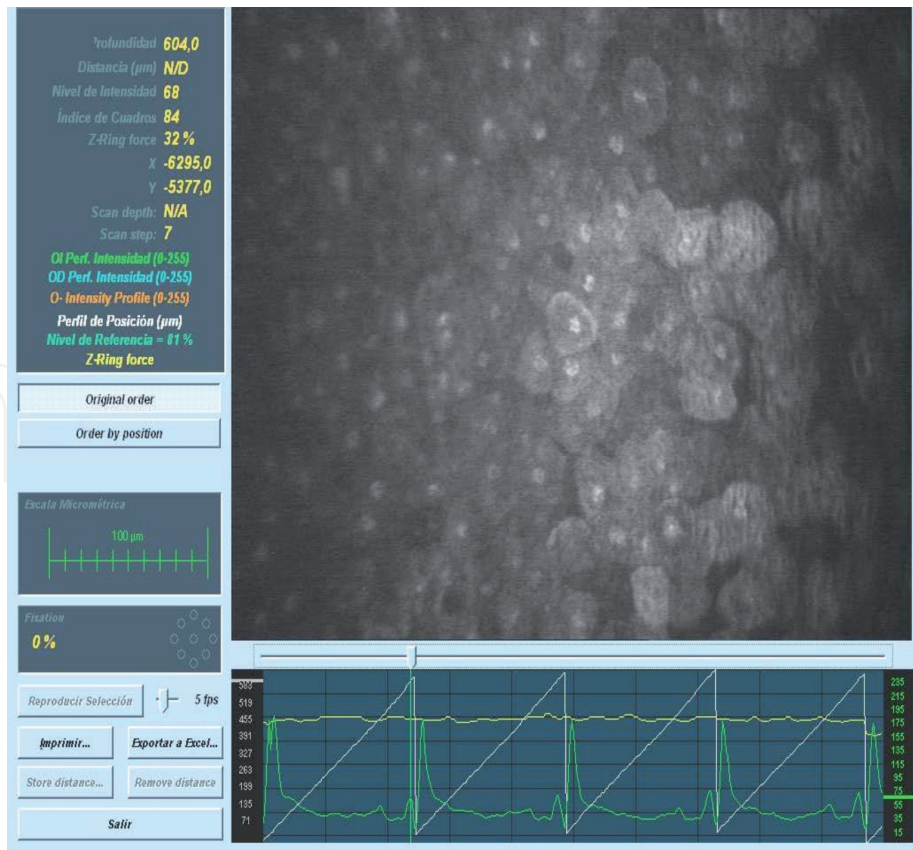 Profundidad 604,0
Distancia (µm) N/D
Nivel de Intensidad 68
Índice de Cuadros 84
Z-Ring force 32 %
X -6295,0
Y -5377,0
Scan depth: N/A
Scan step: 7
OI Perf. Intensidad (0-255)
OD Perf. Intensidad (0-255)
O- Intensity Profile (0-255)
Perfil de Posición (µm)
Nivel de Referencia = 81 %
Z-Ring force
Original order
Order by position
Escala Micrométrica
100 µm
Fixation
0 %
Reproducir Selección
5 fps
Imprimir...
Exportar a Excel...
Store distance...
Remove distance
Salir
583
519
455
391
327
263
199
135
71
235
215
195
175
155
135
115
95
75
55
35
15